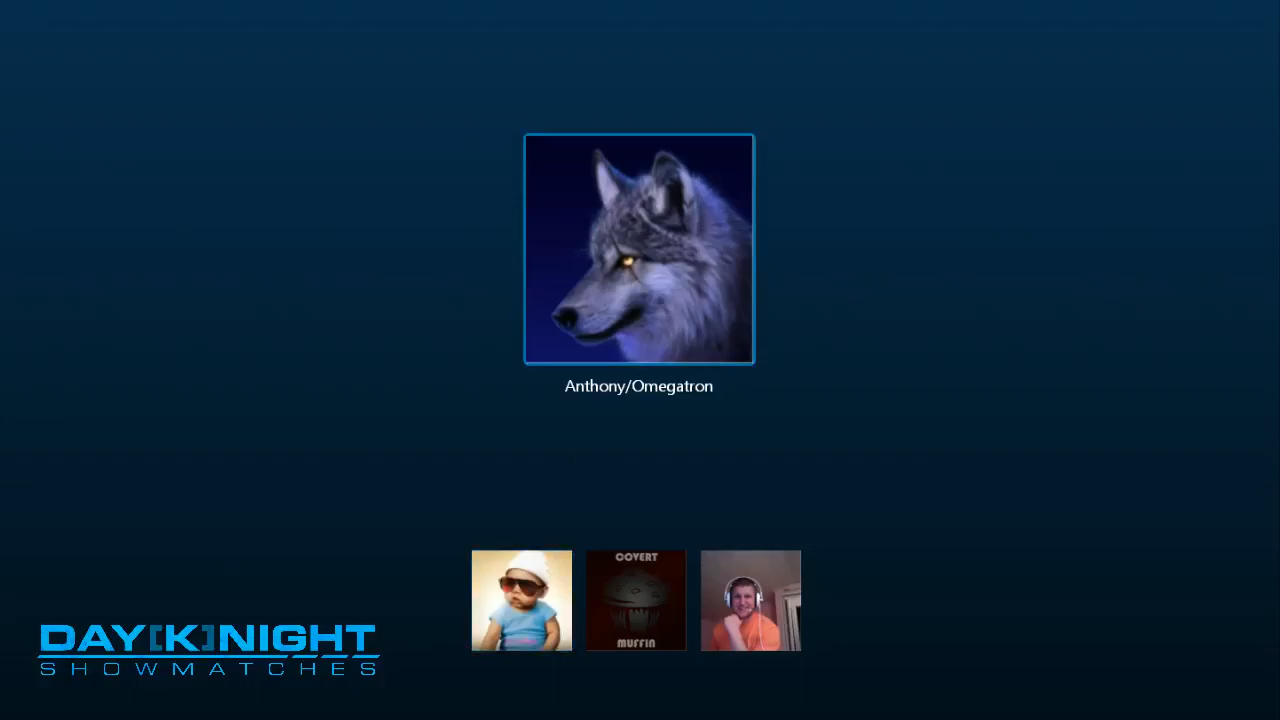 Anthony/Omegatron
COVERT
MUFFIN
DAY[K]NIGHT
SHOWMATCHES